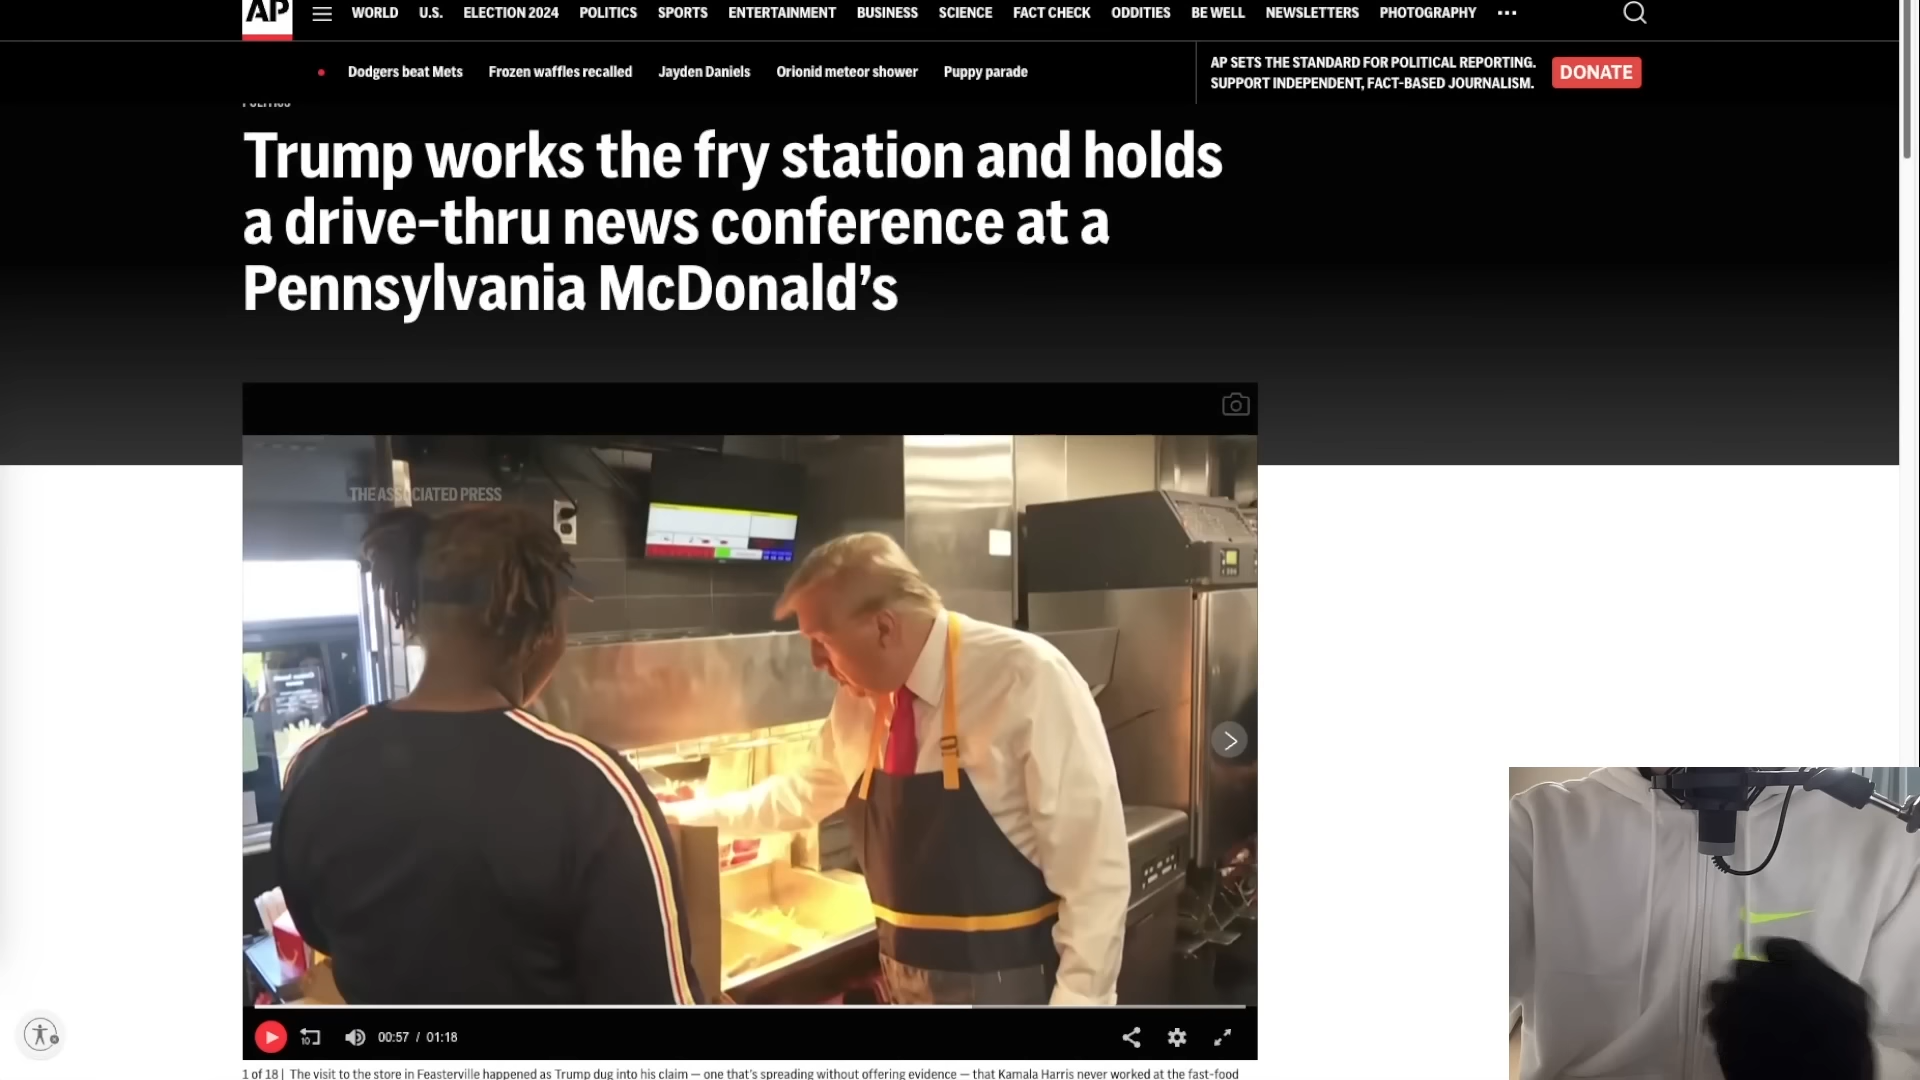 AP
WORLD U.S. ELECTION 2024 POLITICS SPORTS ENTERTAINMENT BUSINESS SCIENCE FACT CHECK ODDITIES BE WELL NEWSLETTERS PHOTOGRAPHY
Dodgers beat Mets Frozen waffles recalled Jayden Daniels Orionid meteor shower Puppy parade
AP SETS THE STANDARD FOR POLITICAL REPORTING.
SUPPORT INDEPENDENT, FACT-BASED JOURNALISM.
DONATE
POLITICS
Trump works the fry station and holds
a drive-thru news conference at a
Pennsylvania McDonald's
THE ASSOCIATED PRESS
10
00:57 / 01:18
1 of 18 | The visit to the store in Feasterville happened as Trump dug into his claim — one that's spreading without offering evidence — that Kamala Harris never worked at the fast-food